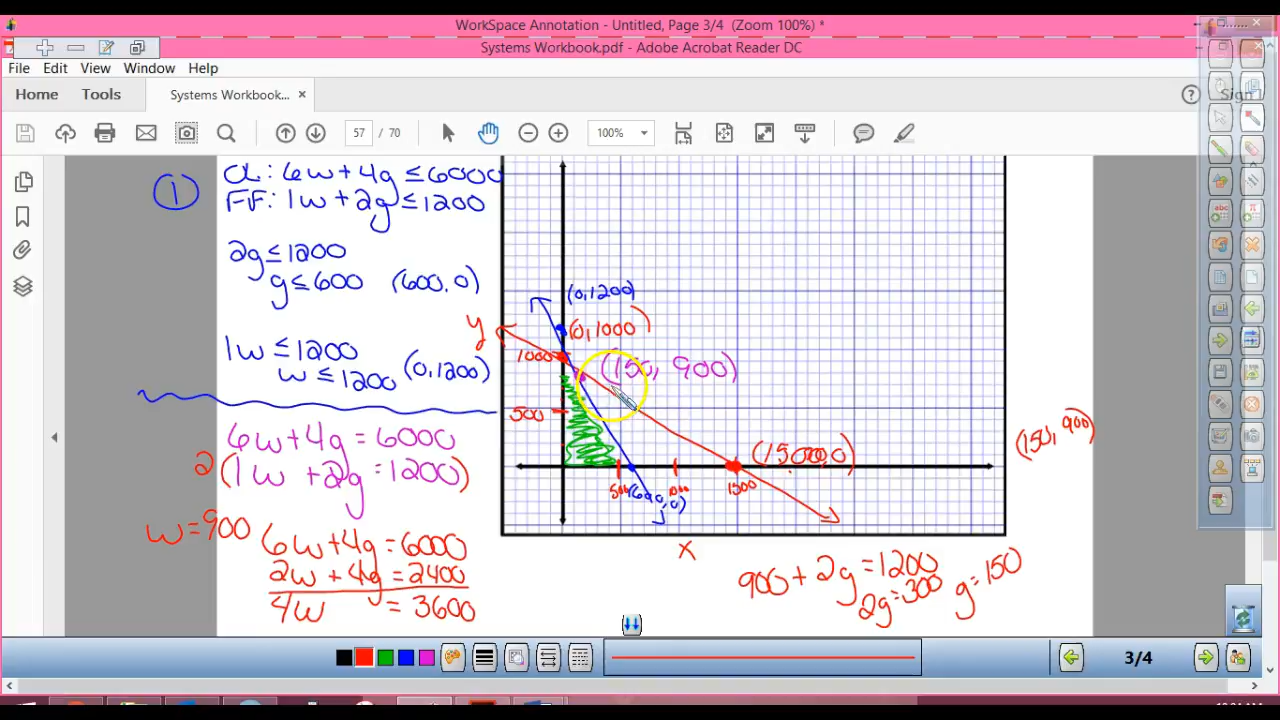 WorkSpace Annotation - Untitled, Page 3/4 (Zoom 100%) *
Systems Workbook.pdf - Adobe Acrobat Reader DC
File Edit View Window Help
Home Tools Systems Workbook... × Sign
57 / 70 100%
1
CL: 6w+4g ≤6000
FF: 1w+2g ≤1200
2g ≤1200
g ≤600 (600,0)
1w ≤1200
w ≤1200 (0,1200)
6w+4g=6000
2(1w +2g=1200)
w=900
6w+4g=6000
2w+4g=2400
4w =3600
(0,1200)
y
(0,1000)
1000
(150, 900)
500
(1500,0)
500
(600,0)
1000
1500
x
(150, 900)
900+2g=1200
2g=300
g=150
3/4